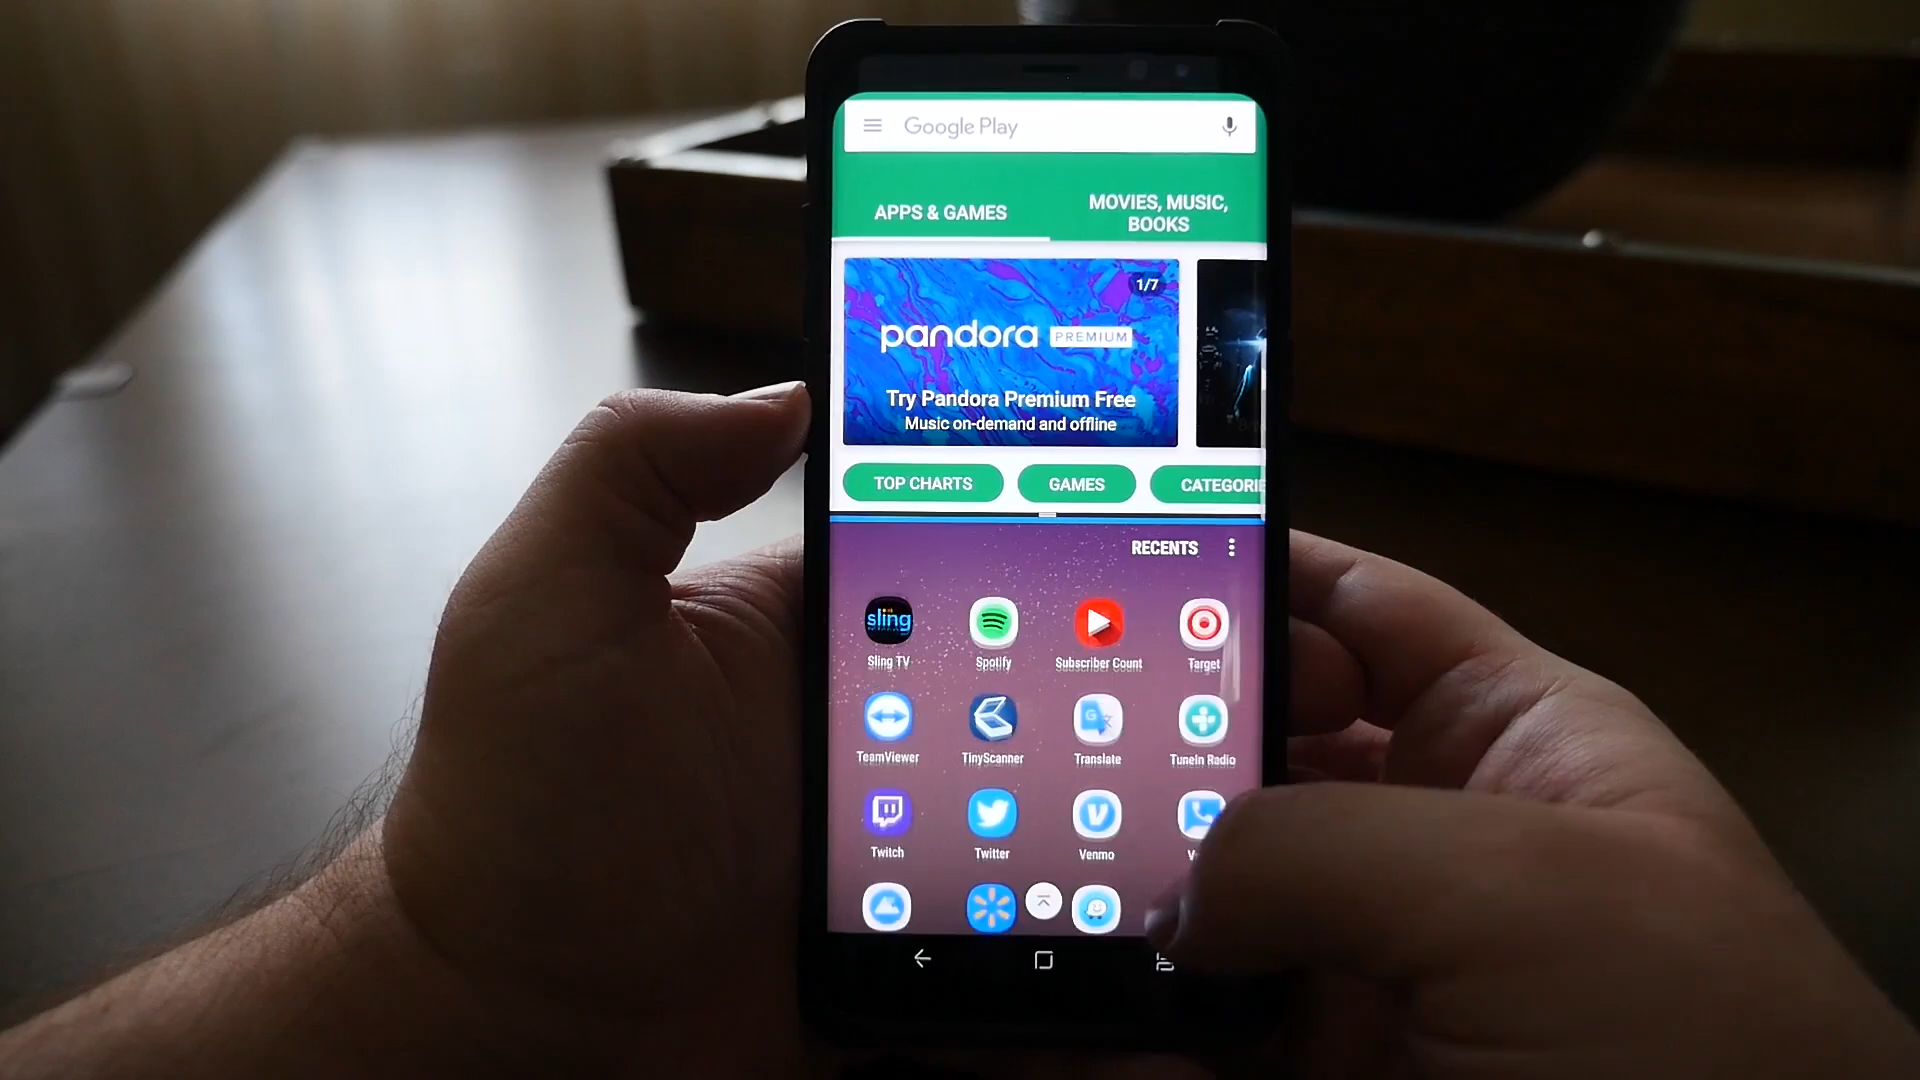 Google Play
APPS & GAMES
MOVIES, MUSIC,
BOOKS
1/7
pandora PREMIUM
Try Pandora Premium Free
Music on-demand and offline
TOP CHARTS
GAMES
CATEGORIE
RECENTS
sling
Sling TV
Spotify
Subscriber Count
Target
TeamViewer
TinyScanner
Translate
TuneIn Radio
Twitch
Twitter
Venmo